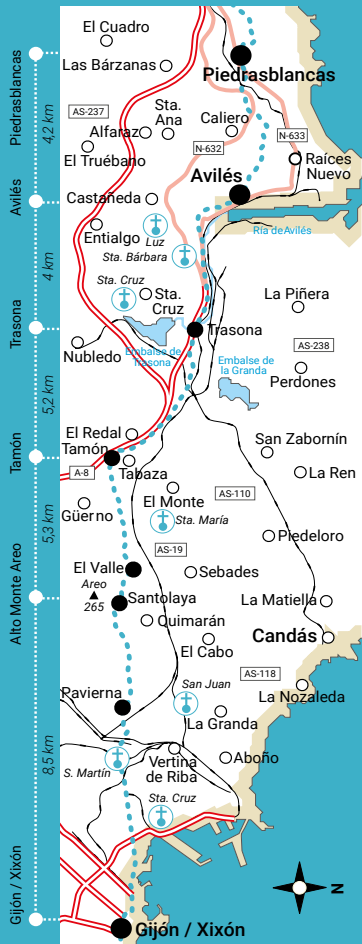 Piedrasblancas
4,2 km
Avilés
4 km
Trasona
5,2 km
Tamón
5,3 km
Alto Monte Areo
8,5 km
Gijón / Xixón
El Cuadro
Las Bárzanas
Piedrasblancas
AS-237
Sta.
Ana
Alfaraz
Caliero
N-633
N-632
El Truébano
Raíces
Nuevo
Avilés
Castañeda
Entialgo
Luz
Ría de Avilés
Sta. Bárbara
Sta. Cruz
Sta.
Cruz
La Piñera
Trasona
Nubledo
Embalse de
Trasona
AS-238
Embalse de
la Granda
Perdones
El Redal
Tamón
San Zabornín
A-8
Tabaza
La Ren
El Monte
AS-110
Güerno
Sta. María
Piedeloro
AS-19
El Valle
Sebades
Areo
265
Santolaya
La Matiella
Quimarán
Candás
El Cabo
AS-118
San Juan
Pavierna
La Nozaleda
La Granda
Vertina
de Riba
Aboño
S. Martín
Sta. Cruz
N
Gijón / Xixón